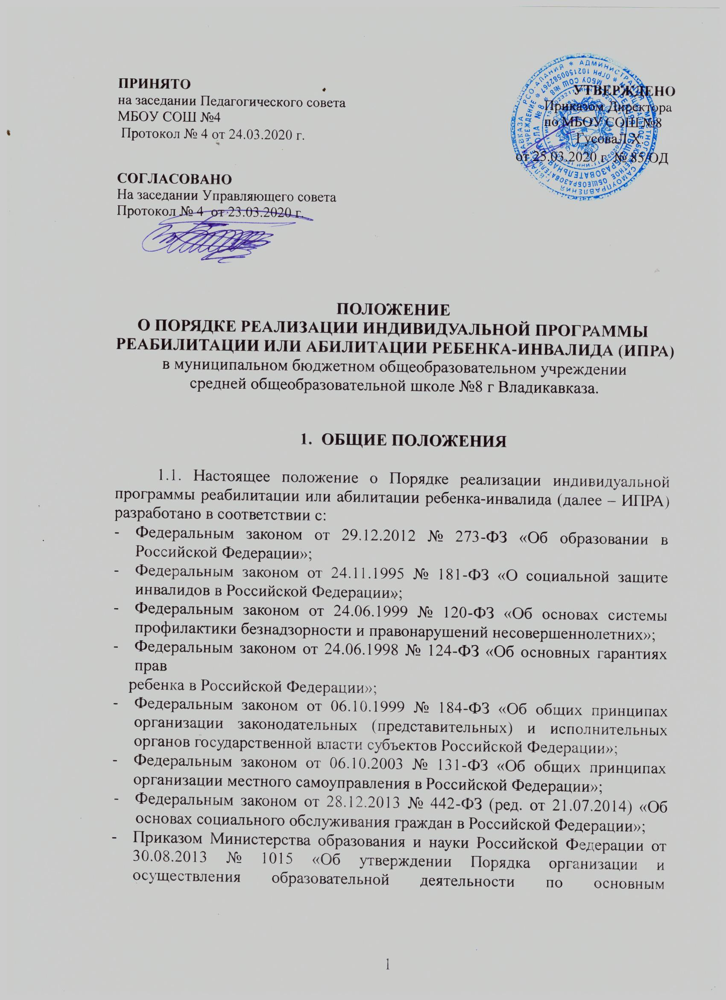 ПРИНЯТО
на заседании Педагогического совета
МБОУ СОШ №4
Протокол № 4 от 24.03.2020 г.
УТВЕРЖДЕНО
Приказом Директора
по МБОУ СОШ №8
ГусоваЛ.Х.
от 25.03.2020 г. № 85/ОД
СОГЛАСОВАНО
На заседании Управляющего совета
Протокол № 4 от 23.03.2020 г.
ПОЛОЖЕНИЕ
О ПОРЯДКЕ РЕАЛИЗАЦИИ ИНДИВИДУАЛЬНОЙ ПРОГРАММЫ
РЕАБИЛИТАЦИИ ИЛИ АБИЛИТАЦИИ РЕБЕНКА-ИНВАЛИДА (ИПРА)
в муниципальном бюджетном общеобразовательном учреждении
средней общеобразовательной школе №8 г Владикавказа.
1. ОБЩИЕ ПОЛОЖЕНИЯ
1.1. Настоящее положение о Порядке реализации индивидуальной
программы реабилитации или абилитации ребенка-инвалида (далее – ИПРА)
разработано в соответствии с:
- Федеральным законом от 29.12.2012 № 273-ФЗ «Об образовании в
Российской Федерации»;
- Федеральным законом от 24.11.1995 № 181-ФЗ «О социальной защите
инвалидов в Российской Федерации»;
- Федеральным законом от 24.06.1999 № 120-ФЗ «Об основах системы
профилактики безнадзорности и правонарушений несовершеннолетних»;
- Федеральным законом от 24.06.1998 № 124-ФЗ «Об основных гарантиях
прав
ребенка в Российской Федерации»;
- Федеральным законом от 06.10.1999 № 184-ФЗ «Об общих принципах
организации законодательных (представительных) и исполнительных
органов государственной власти субъектов Российской Федерации»;
- Федеральным законом от 06.10.2003 № 131-ФЗ «Об общих принципах
организации местного самоуправления в Российской Федерации»;
- Федеральным законом от 28.12.2013 № 442-ФЗ (ред. от 21.07.2014) «Об
основах социального обслуживания граждан в Российской Федерации»;
- Приказом Министерства образования и науки Российской Федерации от
30.08.2013 № 1015 «Об утверждении Порядка организации и
осуществления образовательной деятельности по основным
1